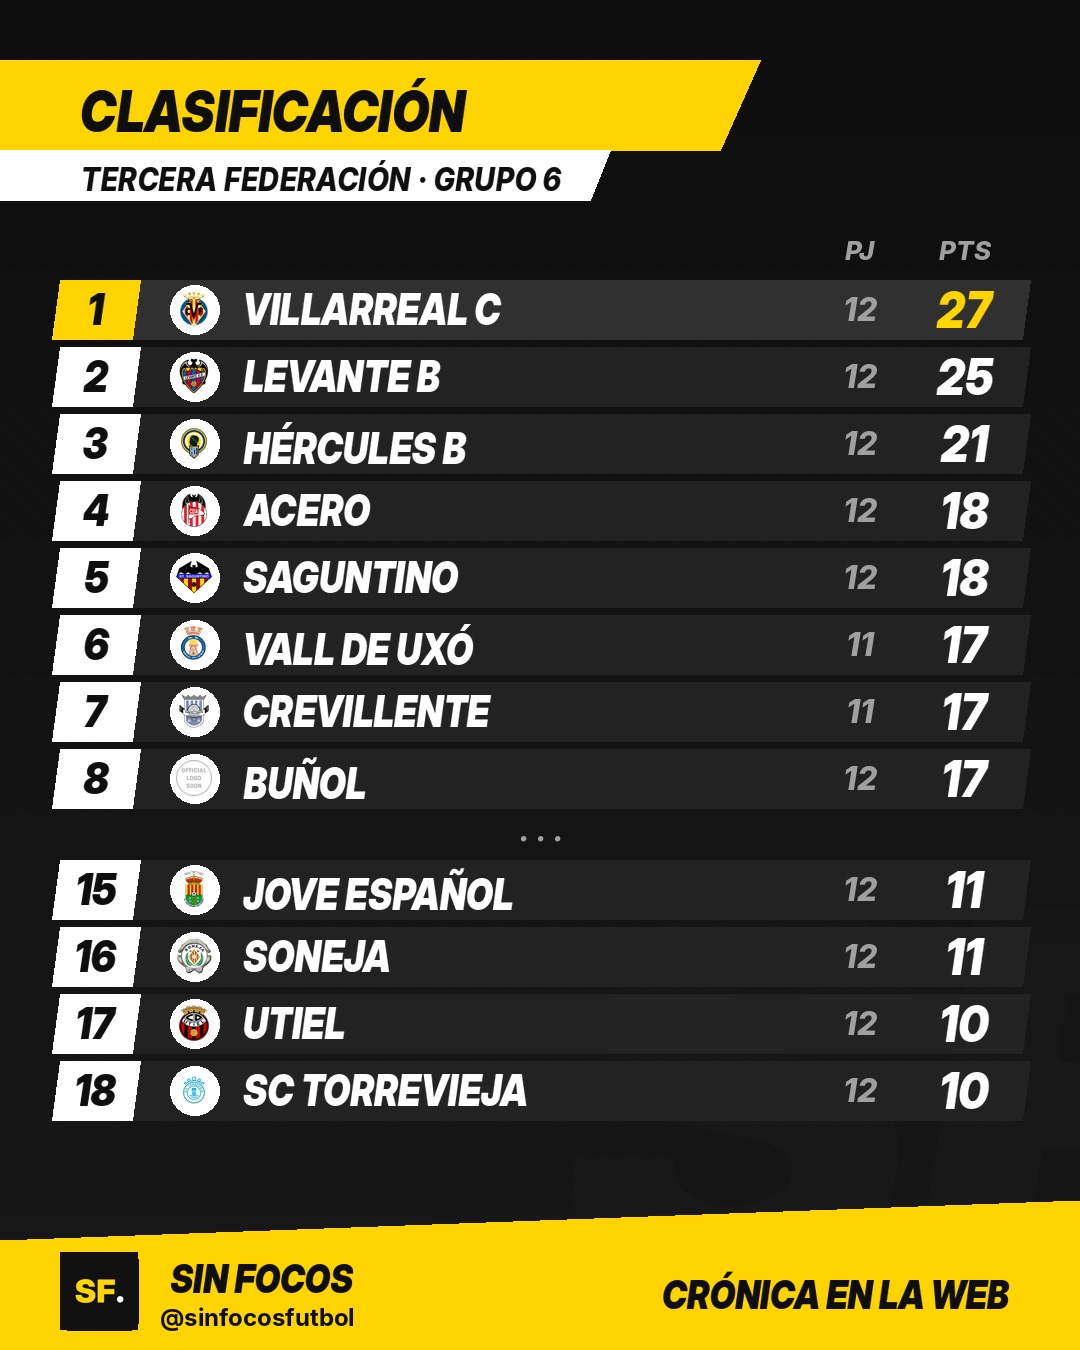 CLASIFICACIÓN
TERCERA FEDERACIÓN · GRUPO 6
PJ PTS
1 VILLARREAL C 12 27
2 LEVANTE B 12 25
3 HÉRCULES B 12 21
4 ACERO 12 18
5 SAGUNTINO 12 18
6 VALL DE UXÓ 11 17
7 CREVILLENTE 11 17
8 OFFICIAL LOGO SOON BUÑOL 12 17
...
15 JOVE ESPAÑOL 12 11
16 SONEJA 12 11
17 UTIEL 12 10
18 SC TORREVIEJA 12 10
SF. SIN FOCOS
@sinfocosfutbol
CRÓNICA EN LA WEB